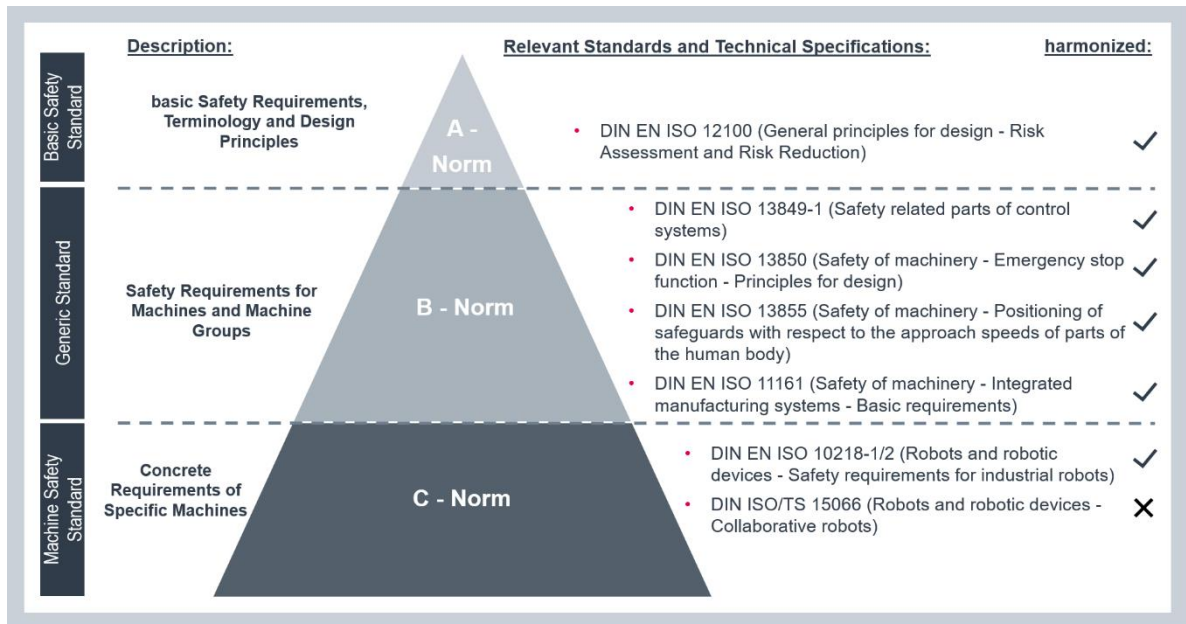 Description:
Relevant Standards and Technical Specifications:
harmonized:
Basic Safety
Standard
basic Safety Requirements,
Terminology and Design
Principles
A -
Norm
• DIN EN ISO 12100 (General principles for design - Risk
Assessment and Risk Reduction)
Generic Standard
Safety Requirements for
Machines and Machine
Groups
B - Norm
• DIN EN ISO 13849-1 (Safety related parts of control
systems)
• DIN EN ISO 13850 (Safety of machinery - Emergency stop
function - Principles for design)
• DIN EN ISO 13855 (Safety of machinery - Positioning of
safeguards with respect to the approach speeds of parts of
the human body)
• DIN EN ISO 11161 (Safety of machinery - Integrated
manufacturing systems - Basic requirements)
Machine Safety
Standard
Concrete
Requirements of
Specific Machines
C - Norm
• DIN EN ISO 10218-1/2 (Robots and robotic
devices - Safety requirements for industrial robots)
• DIN ISO/TS 15066 (Robots and robotic devices -
Collaborative robots)